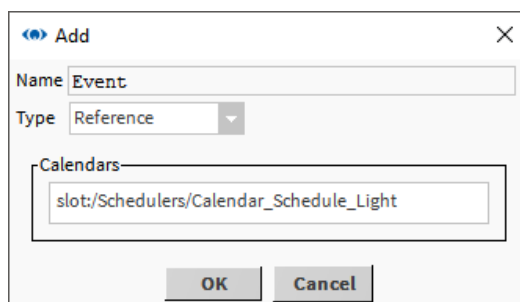 Add
Name Event
Type Reference
Calendars
slot:/Schedulers/Calendar_Schedule_Light
OK Cancel